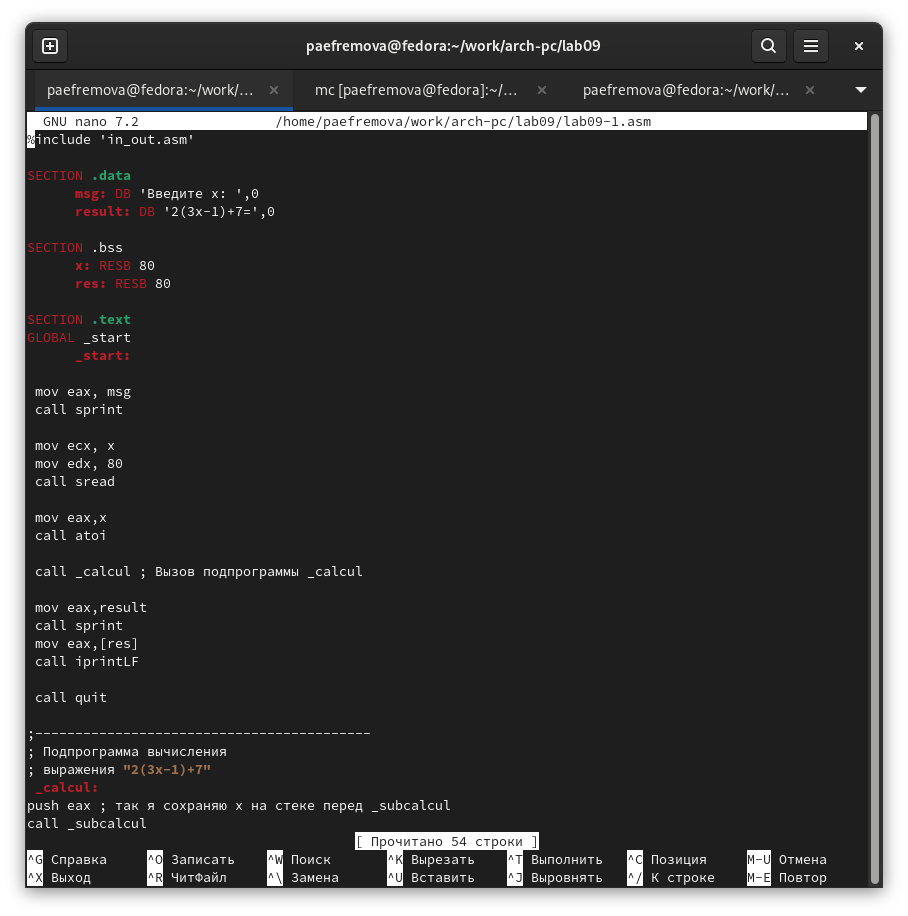 paefremova@fedora:~/work/arch-pc/lab09
paefremova@fedora:~/work/... mc [paefremova@fedora]:~/... paefremova@fedora:~/work/...
GNU nano 7.2 /home/paefremova/work/arch-pc/lab09/lab09-1.asm
%include 'in_out.asm'
SECTION .data
msg: DB 'Введите x: ',0
result: DB '2(3x-1)+7=',0
SECTION .bss
x: RESB 80
res: RESB 80
SECTION .text
GLOBAL _start
_start:
mov eax, msg
call sprint
mov ecx, x
mov edx, 80
call sread
mov eax,x
call atoi
call _calcul ; Вызов подпрограммы _calcul
mov eax,result
call sprint
mov eax,[res]
call iprintLF
call quit
;------------------------------------------
; Подпрограмма вычисления
; выражения "2(3x-1)+7"
_calcul:
push eax ; так я сохраняю x на стеке перед _subcalcul
call _subcalcul
[ Прочитано 54 строки ]
^G Справка ^O Записать ^W Поиск ^K Вырезать ^T Выполнить ^C Позиция M-U Отмена
^X Выход ^R ЧитФайл ^\ Замена ^U Вставить ^J Выровнять ^/ К строке M-E Повтор